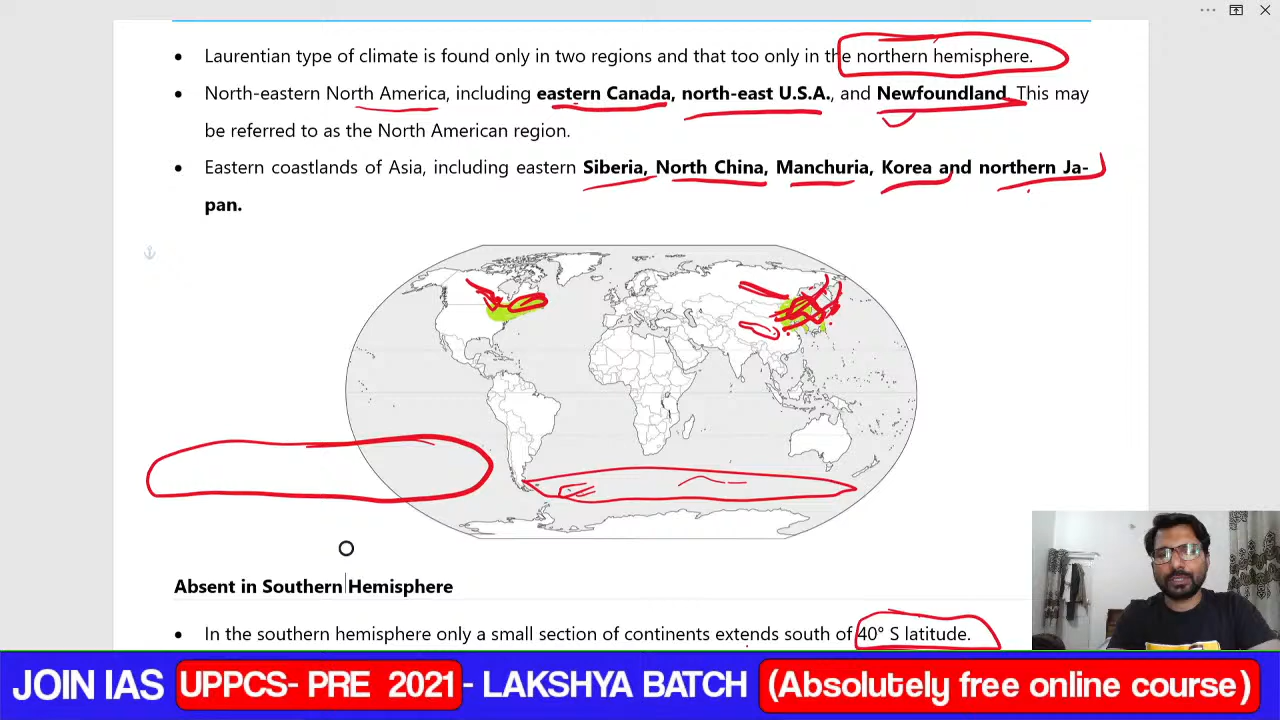 Laurentian type of climate is found only in two regions and that too only in the northern hemisphere.
North-eastern North America, including eastern Canada, north-east U.S.A., and Newfoundland. This may
be referred to as the North American region.
Eastern coastlands of Asia, including eastern Siberia, North China, Manchuria, Korea and northern Ja-
pan.
Absent in Southern Hemisphere
In the southern hemisphere only a small section of continents extends south of 40° S latitude.
JOIN IAS UPPCS- PRE 2021 - LAKSHYA BATCH (Absolutely free online course)